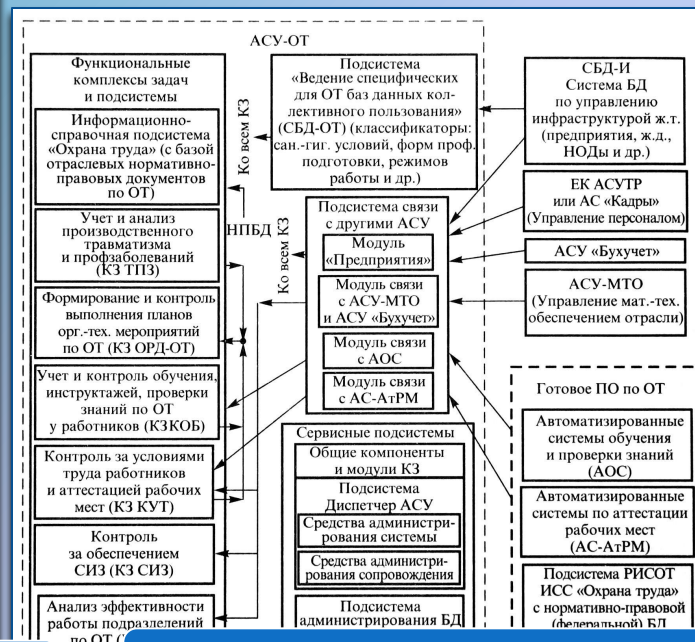 АСУ-ОТ
Функциональные
комплексы задач
и подсистемы
Информационно-
справочная подсистема
«Охрана труда» (с базой
отраслевых нормативно-
правовых документов
по ОТ)
Учет и анализ
производственного
травматизма
и профзаболеваний
(КЗ ТПЗ)
Формирование и контроль
выполнения планов
орг.-тех. мероприятий
по ОТ (КЗ ОРД-ОТ)
Учет и контроль обучения,
инструктажей, проверки
знаний по ОТ
у работников (КЗ КОБ)
Контроль за условиями
труда работников
и аттестацией рабочих
мест (КЗ КУТ)
Контроль
за обеспечением
СИЗ (КЗ СИЗ)
Анализ эффективности
работы подразделений
по ОТ
Ко всем КЗ
НПБД
Ко всем КЗ
Подсистема
«Ведение специфических
для ОТ баз данных кол-
лективного пользования»
(СБД-ОТ) (классификаторы:
сан.-гиг. условий, форм проф.
подготовки, режимов
работы и др.)
Подсистема связи
с другими АСУ
Модуль
«Предприятия»
Модуль связи
с АСУ-МТО
и АСУ «Бухучет»
Модуль связи
с АОС
Модуль связи
с АС-АтРМ
Сервисные подсистемы
Общие компоненты
и модули КЗ
Подсистема
Диспетчер АСУ
Средства администри-
рования системы
Средства администри-
рования сопровождения
Подсистема
администрирования БД
СБД-И
Система БД
по управлению
инфраструктурой ж.т.
(предприятия, ж.д.,
НОДы и др.)
ЕК АСУТР
или АС «Кадры»
(Управление персоналом)
АСУ «Бухучет»
АСУ-МТО
(Управление мат.-тех.
обеспечением отрасли)
Готовое ПО по ОТ
Автоматизированные
системы обучения
и проверки знаний
(АОС)
Автоматизированные
системы по аттестации
рабочих мест
(АС-АтРМ)
Подсистема РИСОТ
ИСС «Охрана труда»
с нормативно-правовой
(федеральной) БД